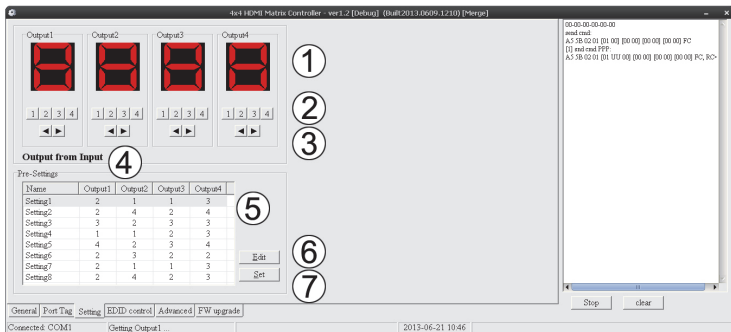 4x4 HDMI Matrix Controller - ver1.2 [Debug] (Built2013.0609.1210) [Merge]
Output1 Output2 Output3 Output4
8 8 8 8
1 2 3 4 1 2 3 4 1 2 3 4 1 2 3 4
Output from Input
1
2
3
4
Pre-Settings
Name Output1 Output2 Output3 Output4
Setting1 2 1 1 3
Setting2 2 4 2 4
Setting3 3 2 3 3
Setting4 1 1 2 3
Setting5 4 2 3 4
Setting6 2 3 2 2
Setting7 2 1 1 3
Setting8 2 4 2 3
5
Edit
6
Set
7
General Port Tag Setting EDID control Advanced FW upgrade
Connected: COM1 Getting Output1 ... 2013-06-21 10:46
00-00-00-00-00-00
send cmd:
A5 5B 02 01 [01 00] [00 00] [00 00] [00 00] FC
[1] snd cmd PPP:
A5 5B 02 01 [01 UU 00] [00 00] [00 00] [00 00] FC, RC>
Stop clear